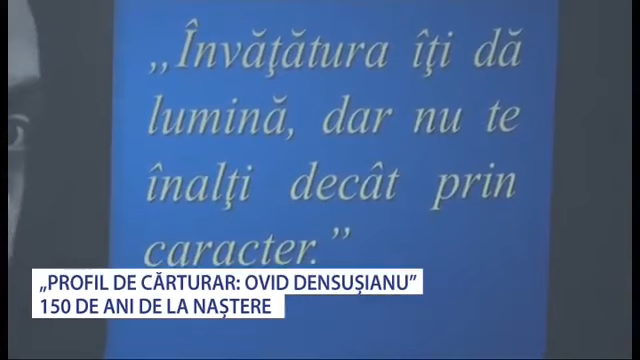 „Învăţătura îţi dă
lumină, dar nu te
înalţi decât prin
caracter.”
„PROFIL DE CĂRTURAR: OVID DENSUȘIANU”
150 DE ANI DE LA NAȘTERE